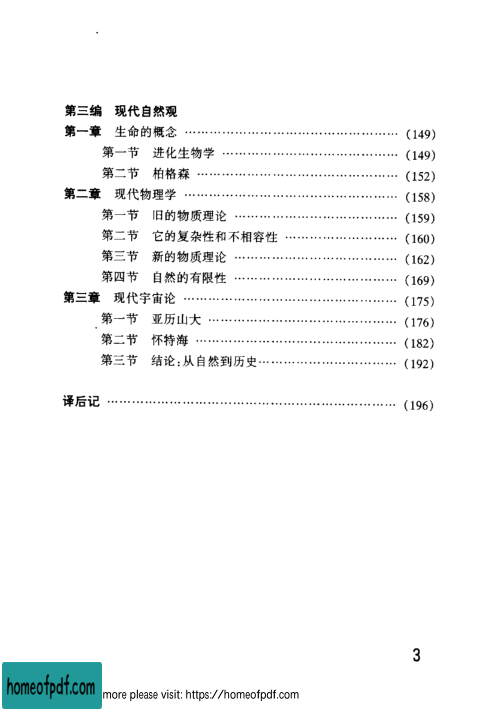 第三编 现代自然观
第一章 生命的概念 ……………………………………………… (149)
第一节 进化生物学 ……………………………………… (149)
第二节 柏格森 …………………………………………… (152)
第二章 现代物理学 ……………………………………………… (158)
第一节 旧的物质理论 …………………………………… (159)
第二节 它的复杂性和不相容性 ……………………… (160)
第三节 新的物质理论 …………………………………… (162)
第四节 自然的有限性 …………………………………… (169)
第三章 现代宇宙论 ……………………………………………… (175)
第一节 亚历山大 ………………………………………… (176)
第二节 怀特海 …………………………………………… (182)
第三节 结论:从自然到历史…………………………… (192)
译后记 ……………………………………………………………… (196)
3
homeofpdf.com more please visit: https://homeofpdf.com